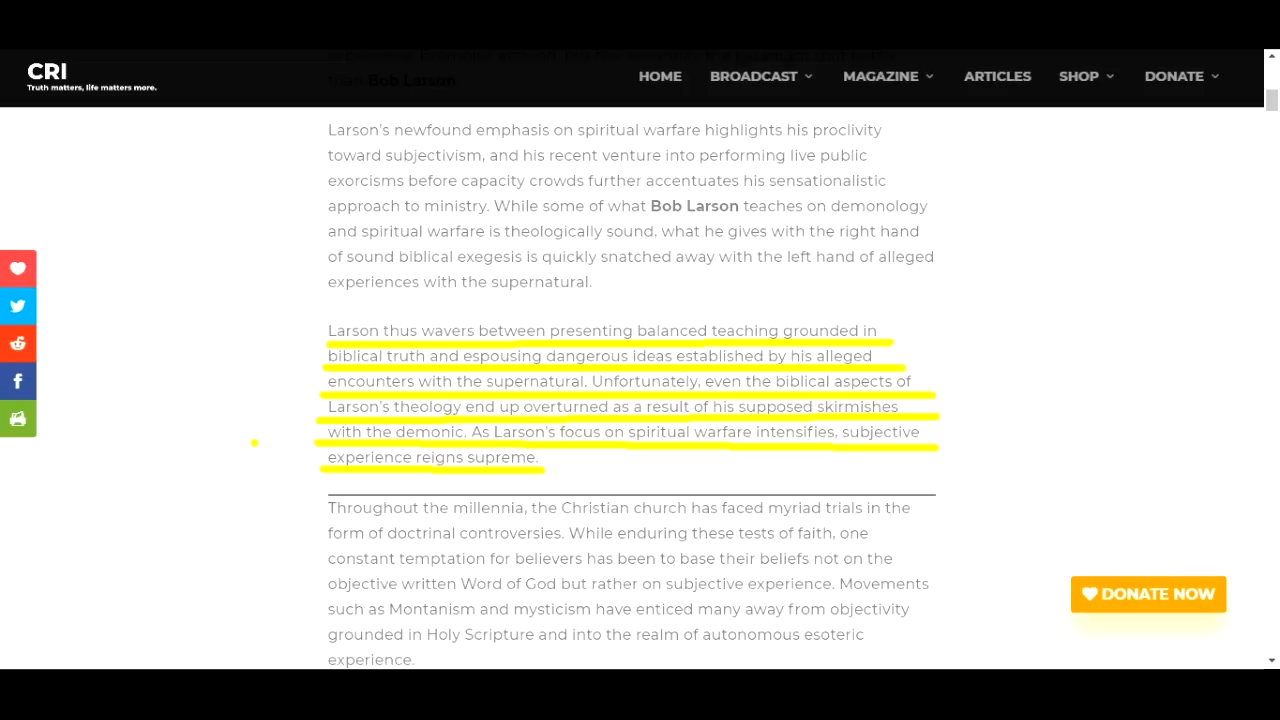 CRI
Truth matters, life matters more.
HOME BROADCAST MAGAZINE ARTICLES SHOP DONATE
from Bob Larson.
Larson's newfound emphasis on spiritual warfare highlights his proclivity
toward subjectivism, and his recent venture into performing live public
exorcisms before capacity crowds further accentuates his sensationalistic
approach to ministry. While some of what Bob Larson teaches on demonology
and spiritual warfare is theologically sound, what he gives with the right hand
of sound biblical exegesis is quickly snatched away with the left hand of alleged
experiences with the supernatural.
Larson thus wavers between presenting balanced teaching grounded in
biblical truth and espousing dangerous ideas established by his alleged
encounters with the supernatural. Unfortunately, even the biblical aspects of
Larson's theology end up overturned as a result of his supposed skirmishes
with the demonic. As Larson's focus on spiritual warfare intensifies, subjective
experience reigns supreme.
Throughout the millennia, the Christian church has faced myriad trials in the
form of doctrinal controversies. While enduring these tests of faith, one
constant temptation for believers has been to base their beliefs not on the
objective written Word of God but rather on subjective experience. Movements
such as Montanism and mysticism have enticed many away from objectivity
grounded in Holy Scripture and into the realm of autonomous esoteric
experience.
DONATE NOW